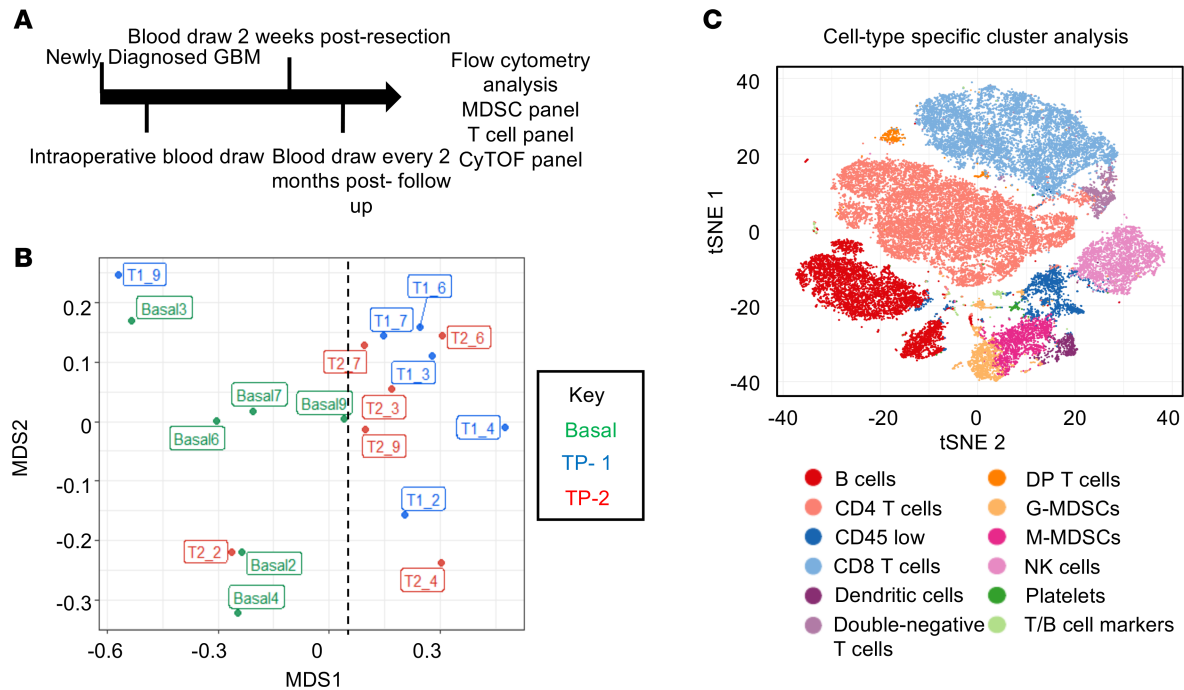 A
Blood draw 2 weeks post-resection
Newly Diagnosed GBM
Intraoperative blood draw
Blood draw every 2
months post- follow
up
Flow cytometry
analysis
MDSC panel
T cell panel
CyTOF panel
B
MDS2
0.2
0.1
0
-0.1
-0.2
-0.3
T1_9
Basal3
T1_6
T1_7
T2_6
T2_7
T1_3
Basal7
Basal9
T2_3
Basal6
T2_9
T1_4
T1_2
T2_2
Basal2
T2_4
Basal4
-0.6
-0.3
0
0.3
MDS1
Key
Basal
TP- 1
TP-2
C
Cell-type specific cluster analysis
tSNE 1
40
20
0
-20
-40
-40
-20
0
20
40
tSNE 2
B cells
CD4 T cells
CD45 low
CD8 T cells
Dendritic cells
Double-negative
T cells
DP T cells
G-MDSCs
M-MDSCs
NK cells
Platelets
T/B cell markers